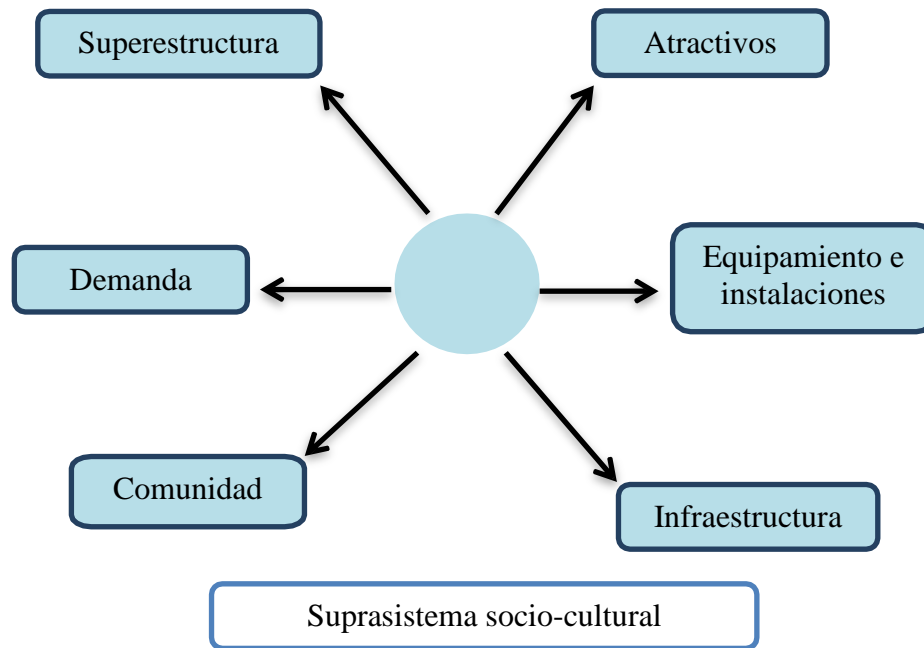 Superestructura
Atractivos
Demanda
Equipamiento e
instalaciones
Comunidad
Infraestructura
Suprasistema socio-cultural